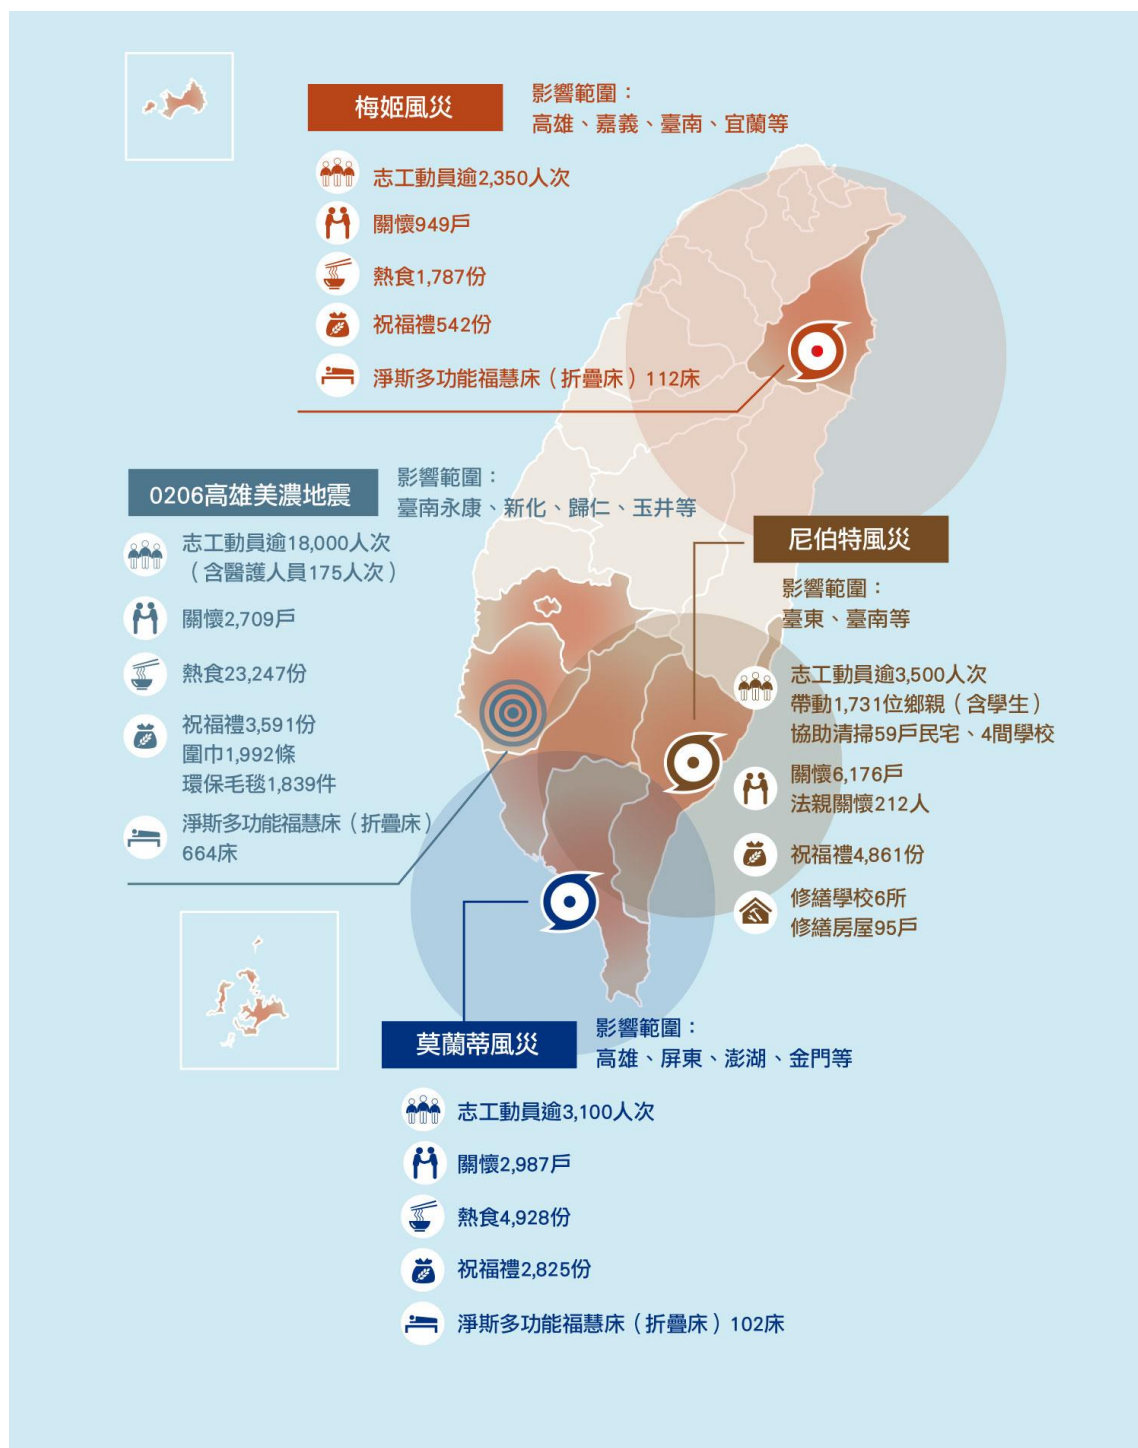 梅姬風災
影響範圍：
高雄、嘉義、臺南、宜蘭等
志工動員逾2,350人次
關懷949戶
熱食1,787份
祝福禮542份
淨斯多功能福慧床（折疊床）112床
0206高雄美濃地震
影響範圍：
臺南永康、新化、歸仁、玉井等
志工動員逾18,000人次
（含醫護人員175人次）
關懷2,709戶
熱食23,247份
祝福禮3,591份
圍巾1,992條
環保毛毯1,839件
淨斯多功能福慧床（折疊床）
664床
尼伯特風災
影響範圍：
臺東、臺南等
志工動員逾3,500人次
帶動1,731位鄉親（含學生）
協助清掃59戶民宅、4間學校
關懷6,176戶
法親關懷212人
祝福禮4,861份
修繕學校6所
修繕房屋95戶
莫蘭蒂風災
影響範圍：
高雄、屏東、澎湖、金門等
志工動員逾3,100人次
關懷2,987戶
熱食4,928份
祝福禮2,825份
淨斯多功能福慧床（折疊床）102床